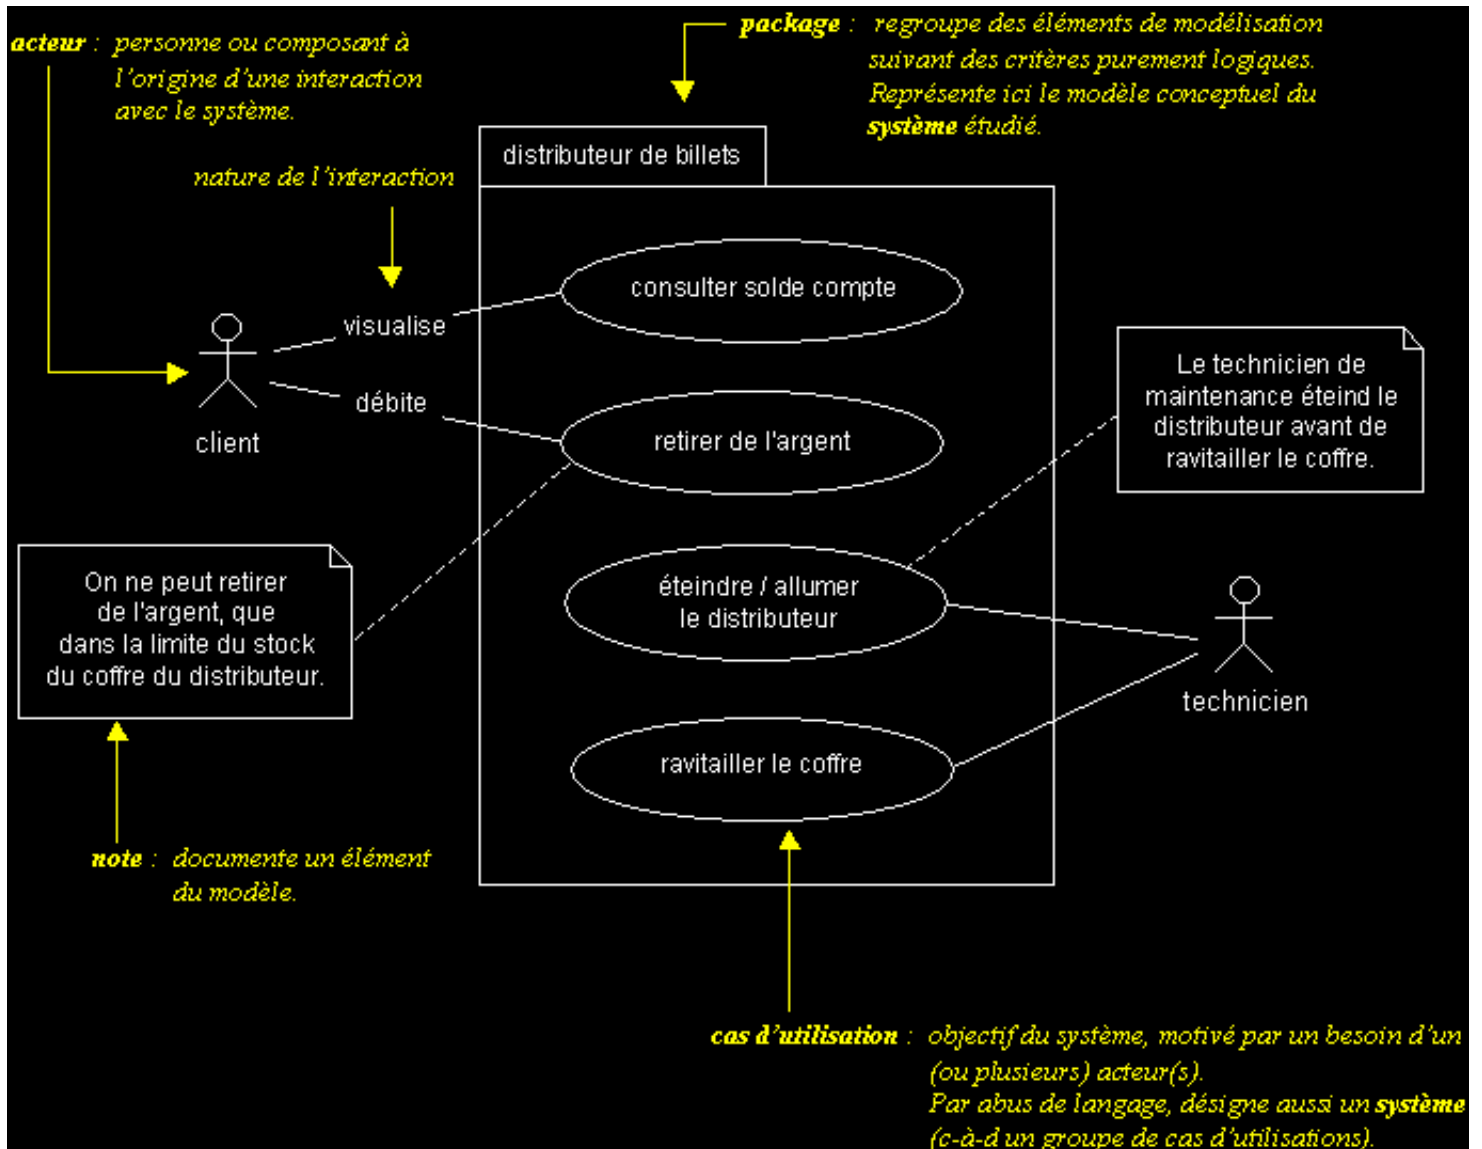 acteur : personne ou composant à
l'origine d'une interaction
avec le système.
package : regroupe des éléments de modélisation
suivant des critères purement logiques.
Représente ici le modèle conceptuel du
système étudié.
nature de l'interaction
distributeur de billets
consulter solde compte
visualise
débite
client
retirer de l'argent
Le technicien de
maintenance éteind le
distributeur avant de
ravitailler le coffre.
On ne peut retirer
de l'argent, que
dans la limite du stock
du coffre du distributeur.
éteindre / allumer
le distributeur
technicien
ravitailler le coffre
note : documente un élément
du modèle.
cas d'utilisation : objectif du système, motivé par un besoin d'un
(ou plusieurs) acteur(s).
Par abus de langage, désigne aussi un système
(c-à-d un groupe de cas d'utilisations).